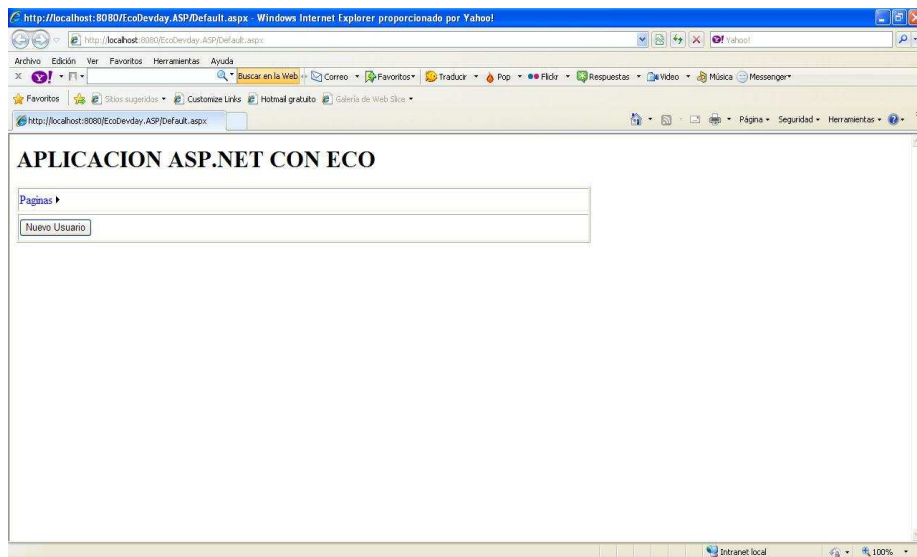 http://localhost:8080/EcoDevday.ASP/Default.aspx - Windows Internet Explorer proporcionado por Yahoo!
http://localhost:8080/EcoDevday.ASP/Default.aspx
Yahoo!
Archivo Edición Ver Favoritos Herramientas Ayuda
Buscar en la Web Correo Favoritos Traducir Pop Flickr Respuestas Video Música Messenger
Favoritos Sitios sugeridos Customize Links Hotmail gratuito Galería de Web Slice
http://localhost:8080/EcoDevday.ASP/Default.aspx
Página Seguridad Herramientas
APLICACION ASP.NET CON ECO
Paginas
Nuevo Usuario
Intranet local
100%